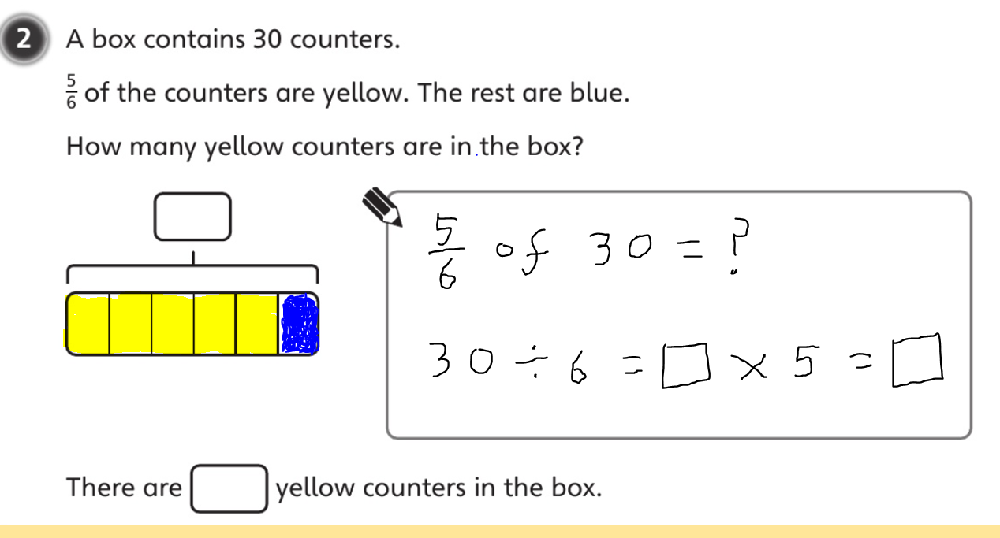 2 A box contains 30 counters.
5/6 of the counters are yellow. The rest are blue.
How many yellow counters are in the box?
5/6 of 30 = ?
30 ÷ 6 = □ × 5 = □
There are □ yellow counters in the box.